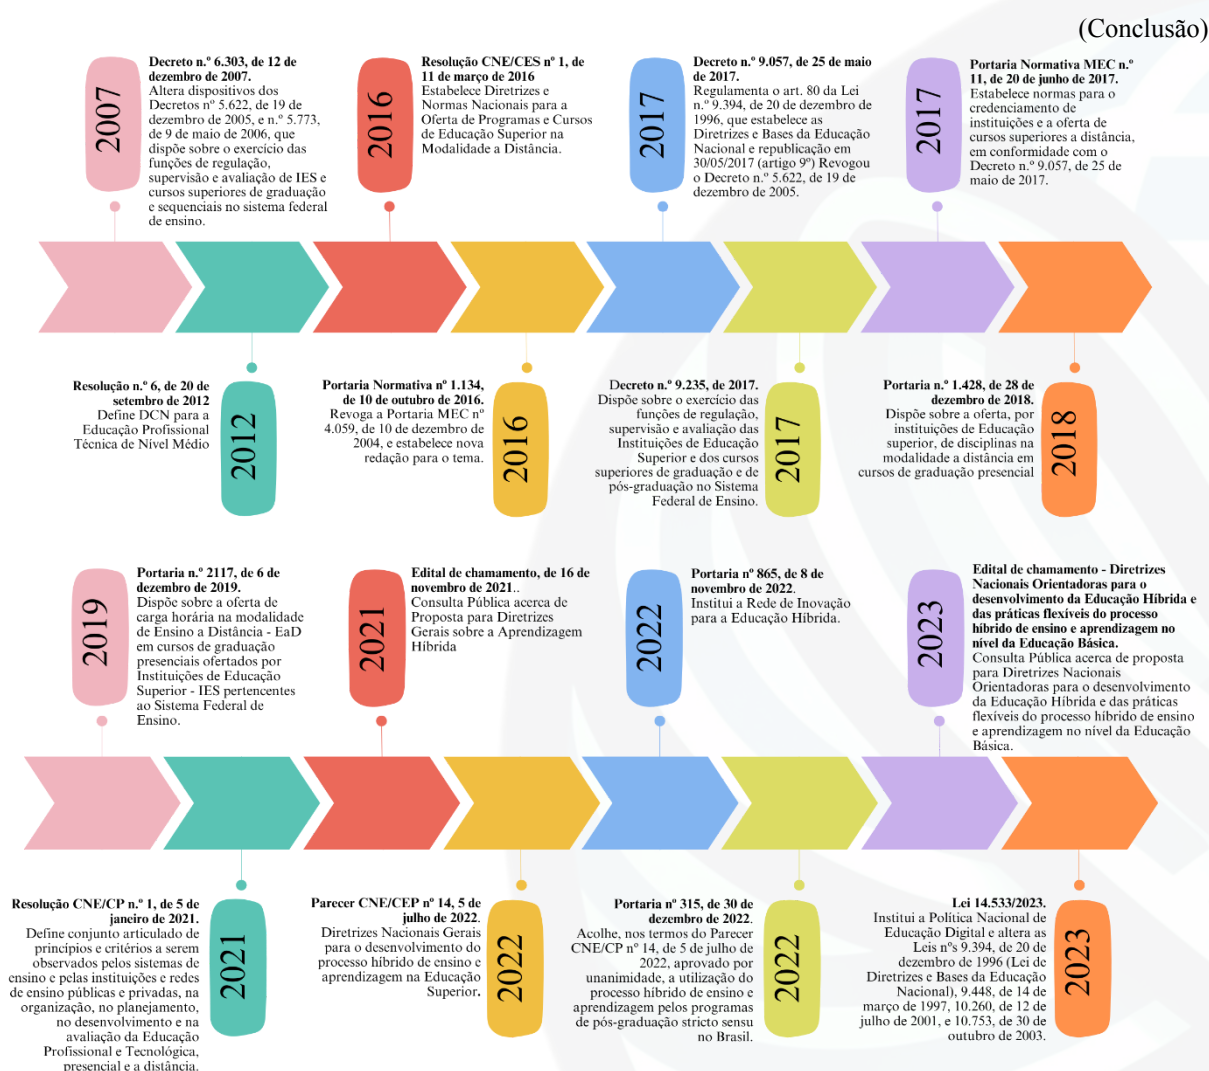 (Conclusão)
2007
Decreto n.º 6.303, de 12 de
dezembro de 2007.
Altera dispositivos dos
Decretos nº 5.622, de 19 de
dezembro de 2005, e n.º 5.773,
de 9 de maio de 2006, que
dispõe sobre o exercício das
funções de regulação,
supervisão e avaliação de IES e
cursos superiores de graduação
e sequenciais no sistema federal
de ensino.
2016
Resolução CNE/CES nº 1, de
11 de março de 2016
Estabelece Diretrizes e
Normas Nacionais para a
Oferta de Programas e Cursos
de Educação Superior na
Modalidade a Distância.
2017
Decreto n.º 9.057, de 25 de maio
de 2017.
Regulamenta o art. 80 da Lei
n.º 9.394, de 20 de dezembro de
1996, que estabelece as
Diretrizes e Bases da Educação
Nacional e republicação em
30/05/2017 (artigo 9º) Revogou
o Decreto n.º 5.622, de 19 de
dezembro de 2005.
2017
Portaria Normativa MEC n.º
11, de 20 de junho de 2017.
Estabelece normas para o
credenciamento de
instituições e a oferta de
cursos superiores a distância,
em conformidade com o
Decreto n.º 9.057, de 25 de
maio de 2017.
Resolução n.º 6, de 20 de
setembro de 2012
Define DCN para a
Educação Profissional
Técnica de Nível Médio
2012
Portaria Normativa nº 1.134,
de 10 de outubro de 2016.
Revoga a Portaria MEC nº
4.059, de 10 de dezembro de
2004, e estabelece nova
redação para o tema.
2016
Decreto n.º 9.235, de 2017.
Dispõe sobre o exercício das
funções de regulação,
supervisão e avaliação das
Instituições de Educação
Superior e dos cursos
superiores de graduação e de
pós-graduação no Sistema
Federal de Ensino.
2017
Portaria n.º 1.428, de 28 de
dezembro de 2018.
Dispõe sobre a oferta, por
instituições de Educação
superior, de disciplinas na
modalidade a distância em
cursos de graduação presencial
2018
2019
Portaria n.º 2117, de 6 de
dezembro de 2019.
Dispõe sobre a oferta de
carga horária na modalidade
de Ensino a Distância - EaD
em cursos de graduação
presenciais ofertados por
Instituições de Educação
Superior - IES pertencentes
ao Sistema Federal de
Ensino.
2021
Edital de chamamento, de 16 de
novembro de 2021..
Consulta Pública acerca de
Proposta para Diretrizes
Gerais sobre a Aprendizagem
Híbrida
2022
Portaria nº 865, de 8 de
novembro de 2022.
Institui a Rede de Inovação
para a Educação Híbrida.
2023
Edital de chamamento - Diretrizes
Nacionais Orientadoras para o
desenvolvimento da Educação Híbrida e
das práticas flexíveis do processo
híbrido de ensino e aprendizagem no
nível da Educação Básica.
Consulta Pública acerca de proposta
para Diretrizes Nacionais
Orientadoras para o desenvolvimento
da Educação Híbrida e das práticas
flexíveis do processo híbrido de ensino
e aprendizagem no nível da Educação
Básica.
Resolução CNE/CP n.º 1, de 5 de
janeiro de 2021.
Define conjunto articulado de
princípios e critérios a serem
observados pelos sistemas de
ensino e pelas instituições e redes
de ensino públicas e privadas, na
organização, no planejamento,
no desenvolvimento e na
avaliação da Educação
Profissional e Tecnológica,
presencial e a distância.
2021
Parecer CNE/CEP nº 14, 5 de
julho de 2022.
Diretrizes Nacionais Gerais
para o desenvolvimento do
processo híbrido de ensino e
aprendizagem na Educação
Superior.
2022
Portaria nº 315, de 30 de
dezembro de 2022.
Acolhe, nos termos do Parecer
CNE/CP nº 14, de 5 de julho de
2022, aprovado por
unanimidade, a utilização do
processo híbrido de ensino e
aprendizagem pelos programas
de pós-graduação stricto sensu
no Brasil.
2022
Lei 14.533/2023.
Institui a Política Nacional de
Educação Digital e altera as
Leis nºs 9.394, de 20 de
dezembro de 1996 (Lei de
Diretrizes e Bases da Educação
Nacional), 9.448, de 14 de
março de 1997, 10.260, de 12 de
julho de 2001, e 10.753, de 30 de
outubro de 2003.
2023